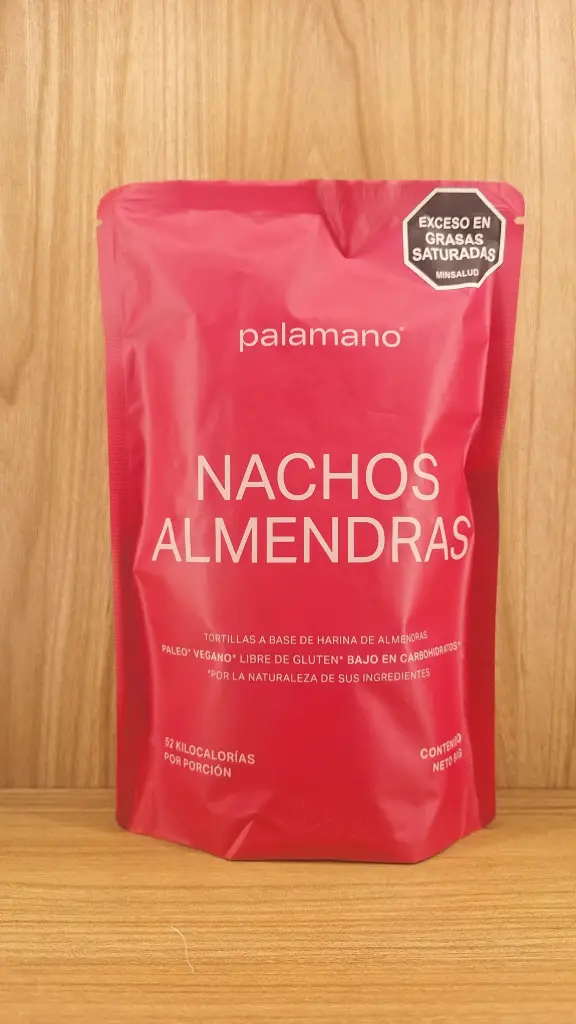 EXCESO EN
GRASAS
SATURADAS
MINSALUD
palamano
NACHOS
ALMENDRAS
TORTILLAS A BASE DE HARINA DE ALMENDRAS
PALEO* VEGANO* LIBRE DE GLUTEN* BAJO EN CARBOHIDRATOS*
*POR LA NATURALEZA DE SUS INGREDIENTES
52 KILOCALORÍAS
POR PORCIÓN
CONTENIDO
NETO